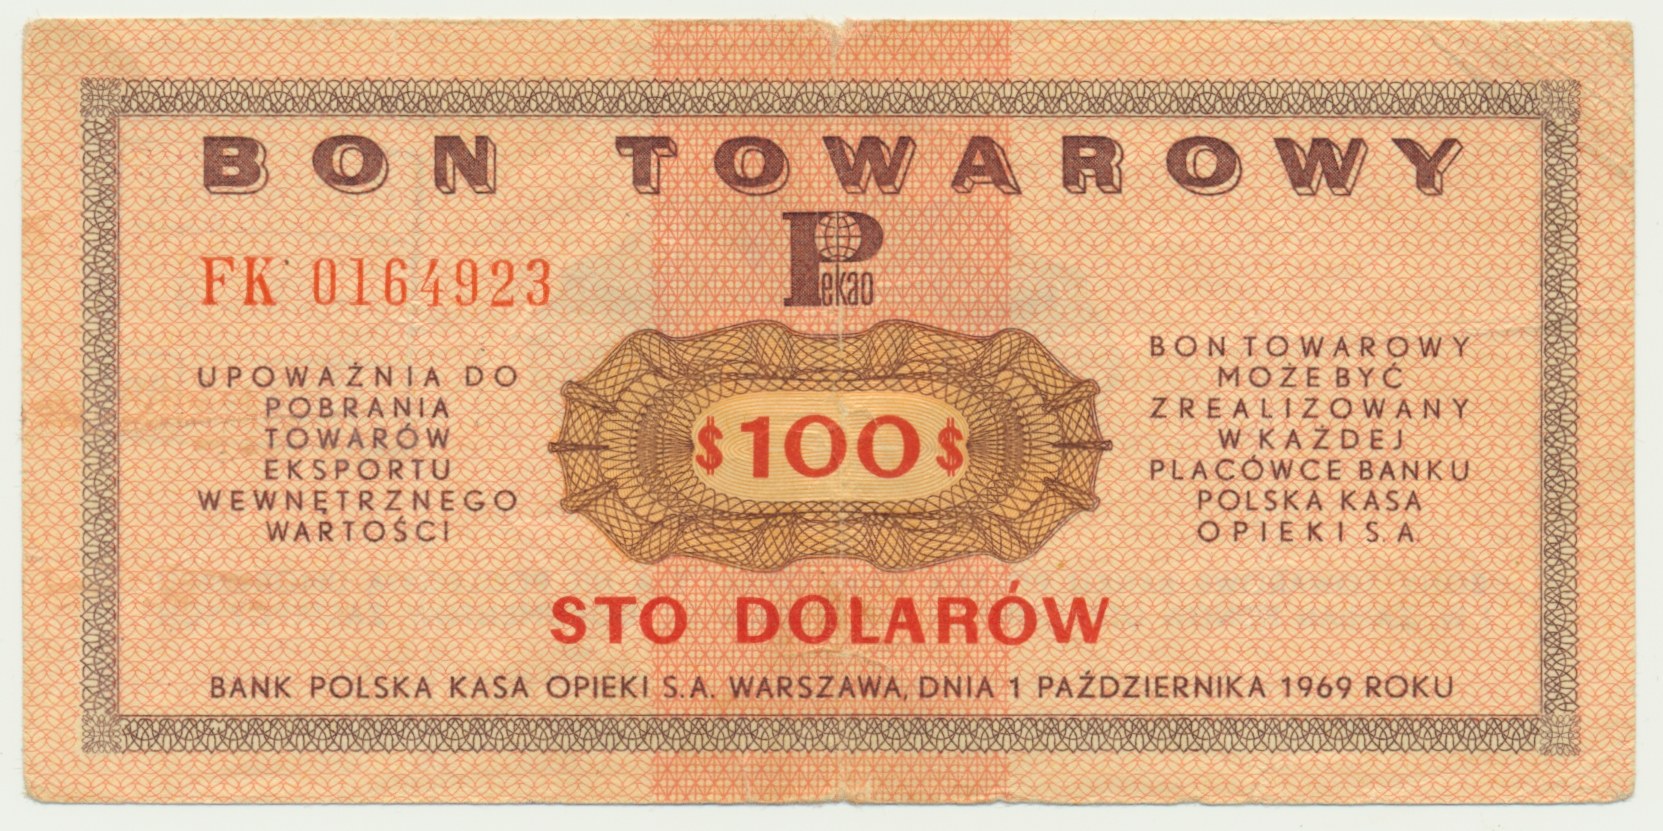 BON TOWAROWY
Pekao
FK 0164923
UPOWAŻNIA DO
POBRANIA
TOWARÓW
EKSPORTU
WEWNĘTRZNEGO
WARTOŚCI
$100$
BON TOWAROWY
MOŻE BYĆ
ZREALIZOWANY
W KAŻDEJ
PLACÓWCE BANKU
POLSKA KASA
OPIEKI S.A.
STO DOLARÓW
BANK POLSKA KASA OPIEKI S.A. WARSZAWA, DNIA 1 PAŹDZIERNIKA 1969 ROKU